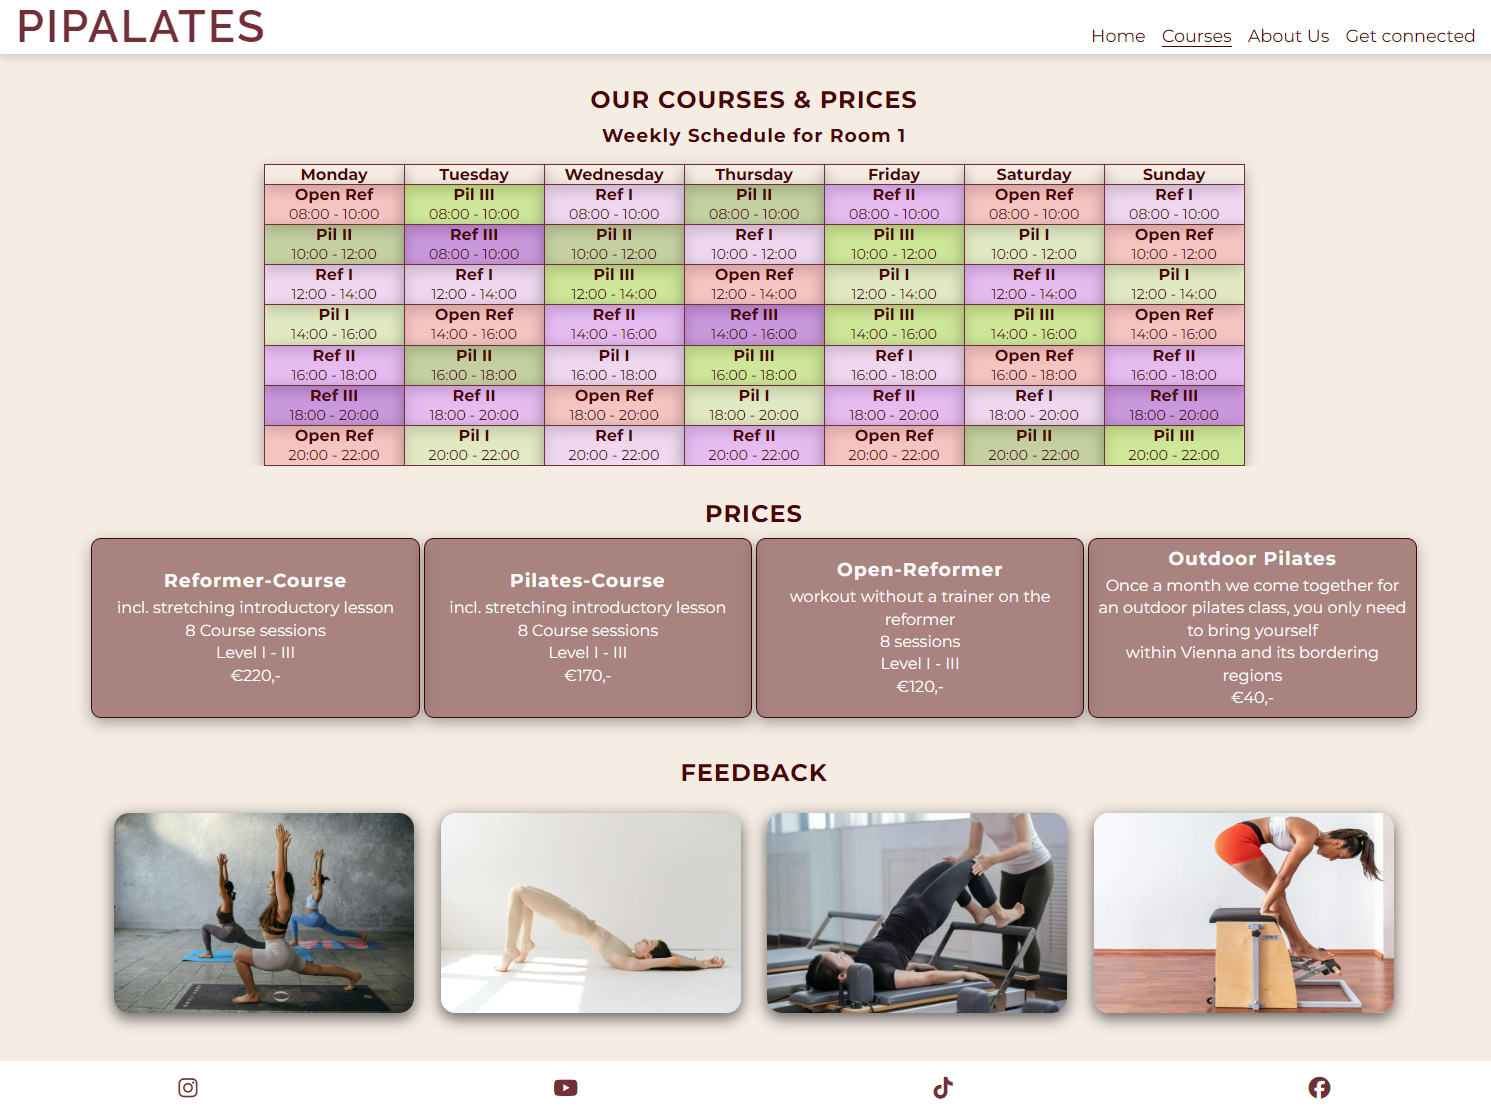 PIPALATES
Home Courses About Us Get connected
OUR COURSES & PRICES
Weekly Schedule for Room 1
Monday Tuesday Wednesday Thursday Friday Saturday Sunday
Open Ref Pil III Ref I Pil II Ref II Open Ref Ref I
08:00 - 10:00 08:00 - 10:00 08:00 - 10:00 08:00 - 10:00 08:00 - 10:00 08:00 - 10:00 08:00 - 10:00
Pil II Ref III Pil II Ref I Pil III Pil I Open Ref
10:00 - 12:00 08:00 - 10:00 10:00 - 12:00 10:00 - 12:00 10:00 - 12:00 10:00 - 12:00 10:00 - 12:00
Ref I Ref I Pil III Open Ref Pil I Ref II Pil I
12:00 - 14:00 12:00 - 14:00 12:00 - 14:00 12:00 - 14:00 12:00 - 14:00 12:00 - 14:00 12:00 - 14:00
Pil I Open Ref Ref II Ref III Pil III Pil III Open Ref
14:00 - 16:00 14:00 - 16:00 14:00 - 16:00 14:00 - 16:00 14:00 - 16:00 14:00 - 16:00 14:00 - 16:00
Ref II Pil II Pil I Pil III Ref I Open Ref Ref II
16:00 - 18:00 16:00 - 18:00 16:00 - 18:00 16:00 - 18:00 16:00 - 18:00 16:00 - 18:00 16:00 - 18:00
Ref III Ref II Open Ref Pil I Ref II Ref I Ref III
18:00 - 20:00 18:00 - 20:00 18:00 - 20:00 18:00 - 20:00 18:00 - 20:00 18:00 - 20:00 18:00 - 20:00
Open Ref Pil I Ref I Ref II Open Ref Pil II Pil III
20:00 - 22:00 20:00 - 22:00 20:00 - 22:00 20:00 - 22:00 20:00 - 22:00 20:00 - 22:00 20:00 - 22:00
PRICES
Reformer-Course
incl. stretching introductory lesson
8 Course sessions
Level I - III
€220,-
Pilates-Course
incl. stretching introductory lesson
8 Course sessions
Level I - III
€170,-
Open-Reformer
workout without a trainer on the
reformer
8 sessions
Level I - III
€120,-
Outdoor Pilates
Once a month we come together for
an outdoor pilates class, you only need
to bring yourself
within Vienna and its bordering
regions
€40,-
FEEDBACK